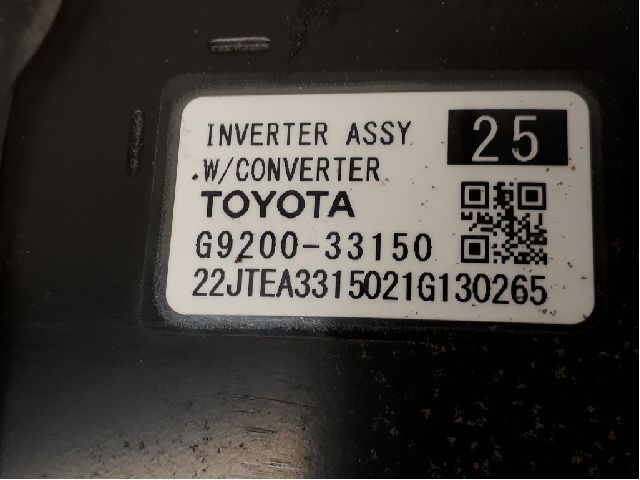 INVERTER ASSY
25
W/CONVERTER
TOYOTA
G9200-33150
22JTEA3315021G130265